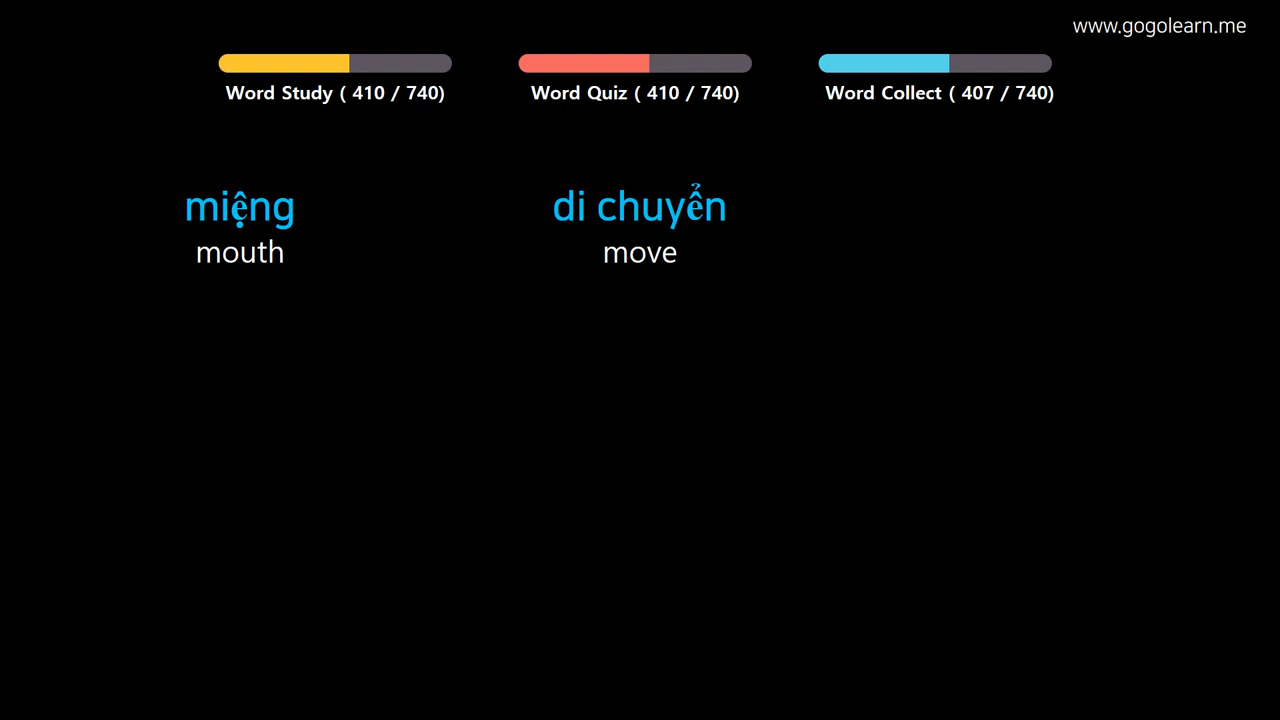 www.gogolearn.me
Word Study ( 410 / 740)
Word Quiz ( 410 / 740)
Word Collect ( 407 / 740)
miệng
mouth
di chuyển
move